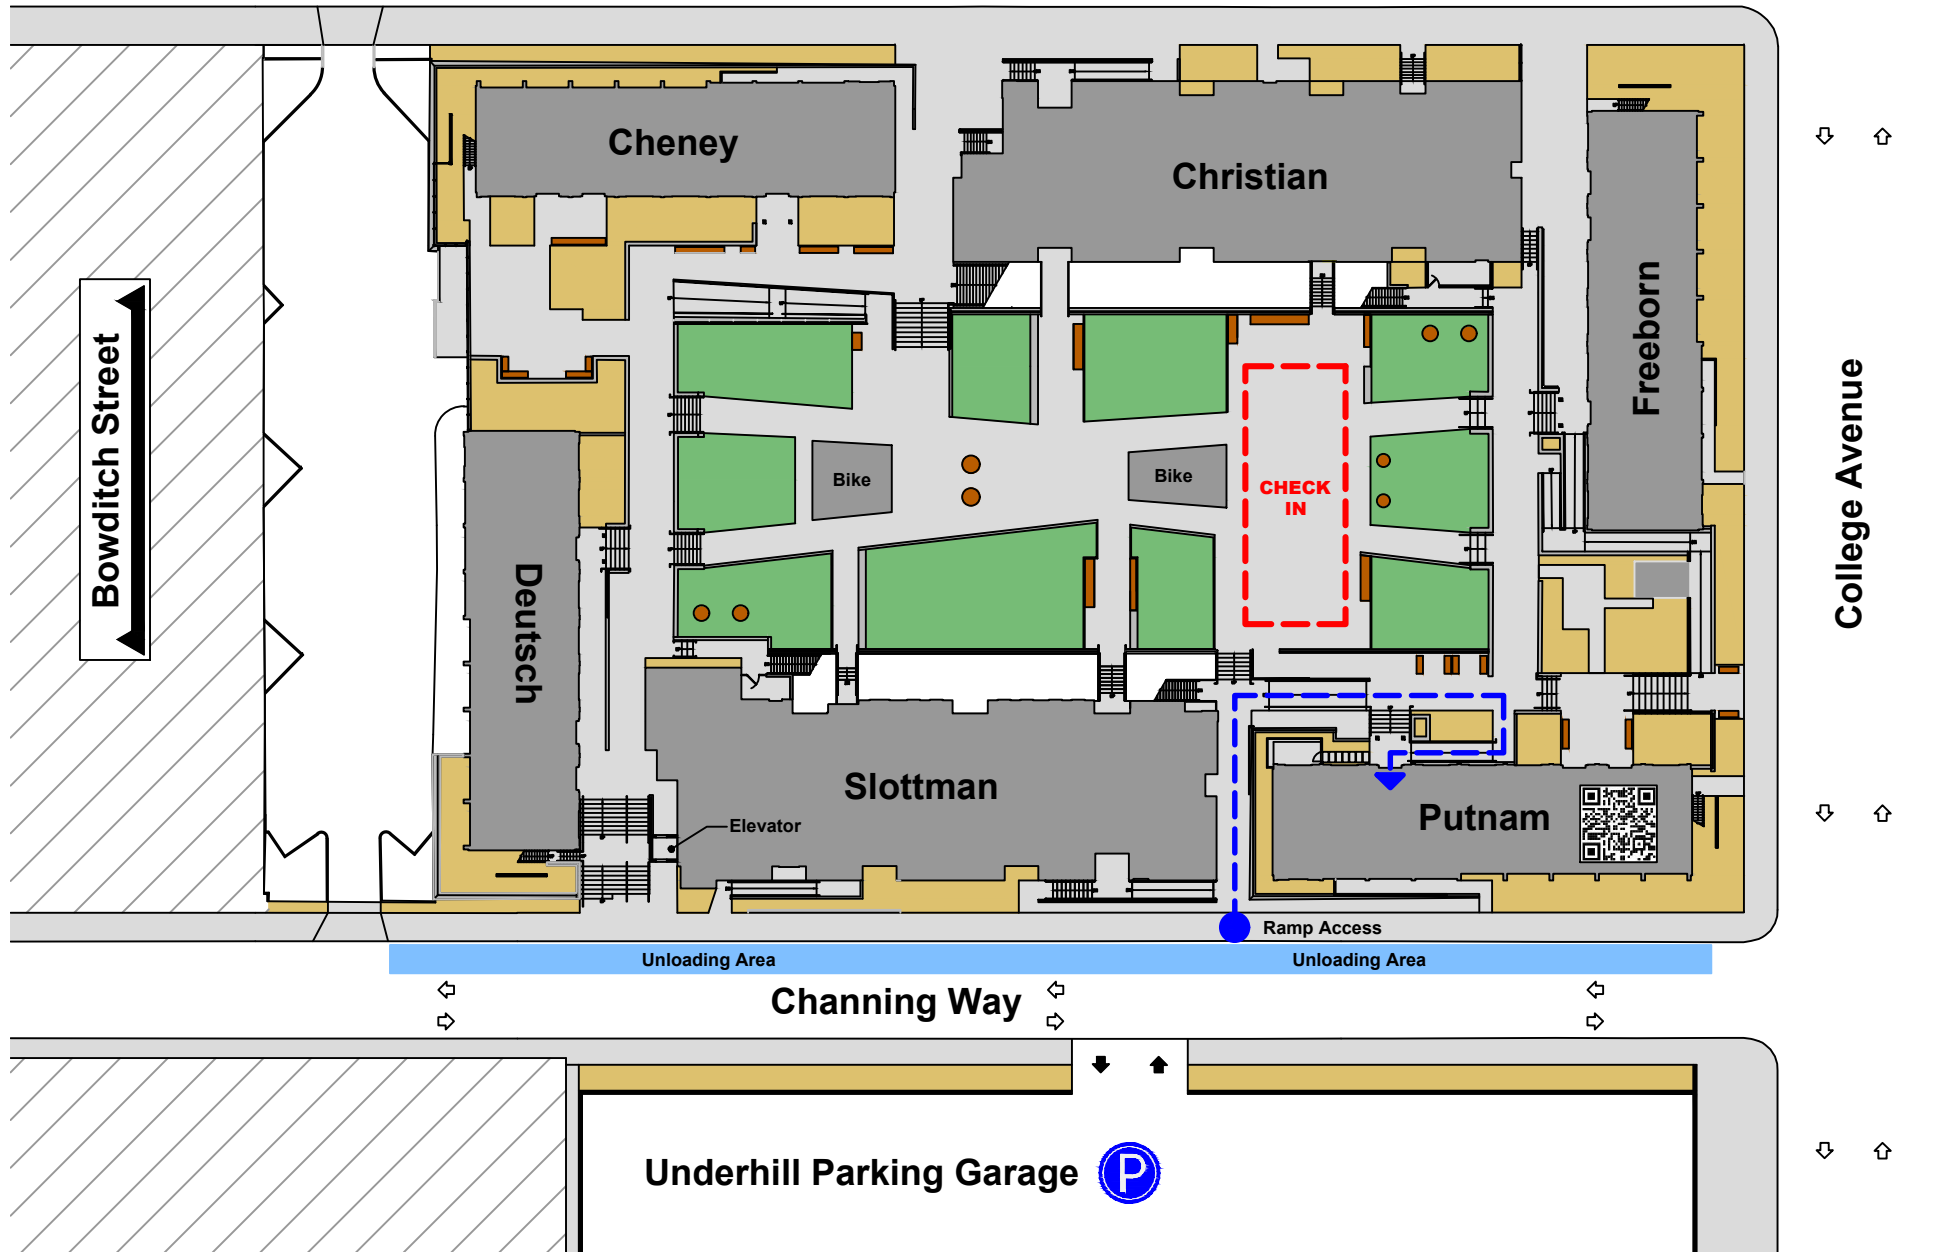 Cheney
Christian
Freeborn
Bowditch Street
College Avenue
Bike
Bike
CHECK
IN
Deutsch
Slottman
Elevator
Putnam
Ramp Access
Unloading Area
Unloading Area
Channing Way
Underhill Parking Garage
P